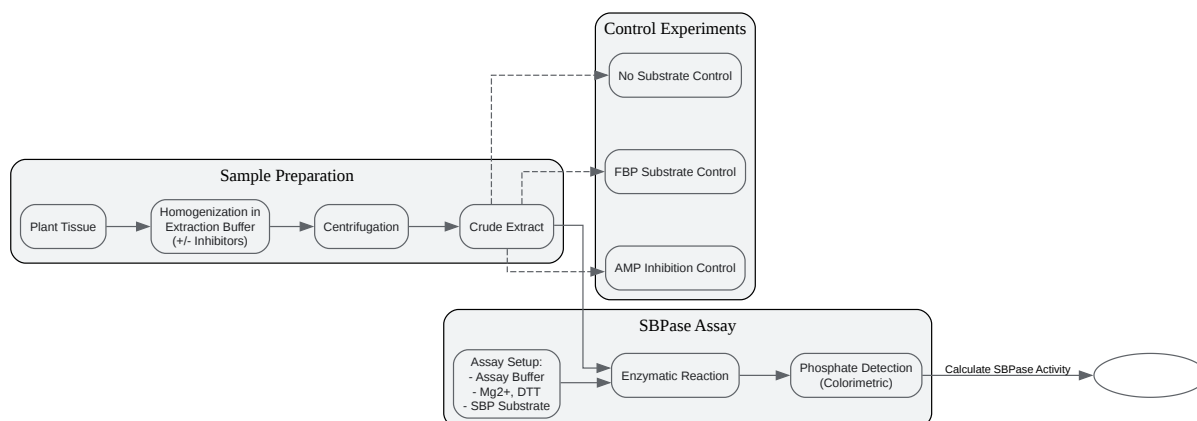 Control Experiments
No Substrate Control
FBP Substrate Control
AMP Inhibition Control
Sample Preparation
Plant Tissue
Homogenization in
Extraction Buffer
(+/- Inhibitors)
Centrifugation
Crude Extract
SBPase Assay
Assay Setup:
- Assay Buffer
- Mg2+, DTT
- SBP Substrate
Enzymatic Reaction
Phosphate Detection
(Colorimetric)
Calculate SBPase Activity